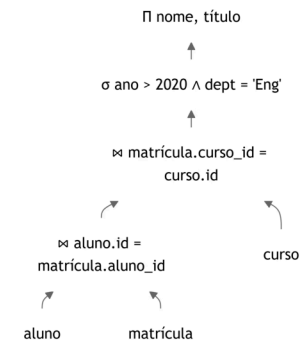 Π nome, título
σ ano > 2020 ∧ dept = 'Eng'
⋈ matrícula.curso_id =
curso.id
⋈ aluno.id =
matrícula.aluno_id
curso
aluno
matrícula